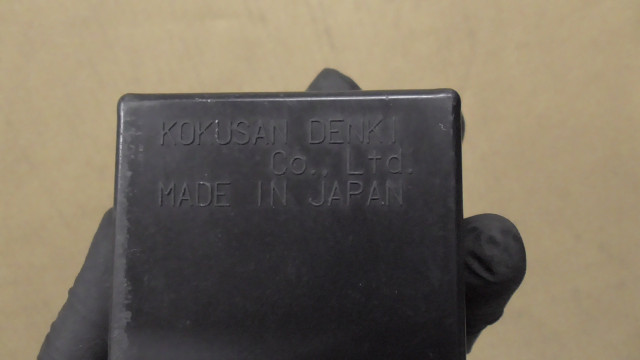 KOKUSAN DENKI
Co., Ltd.
MADE IN JAPAN